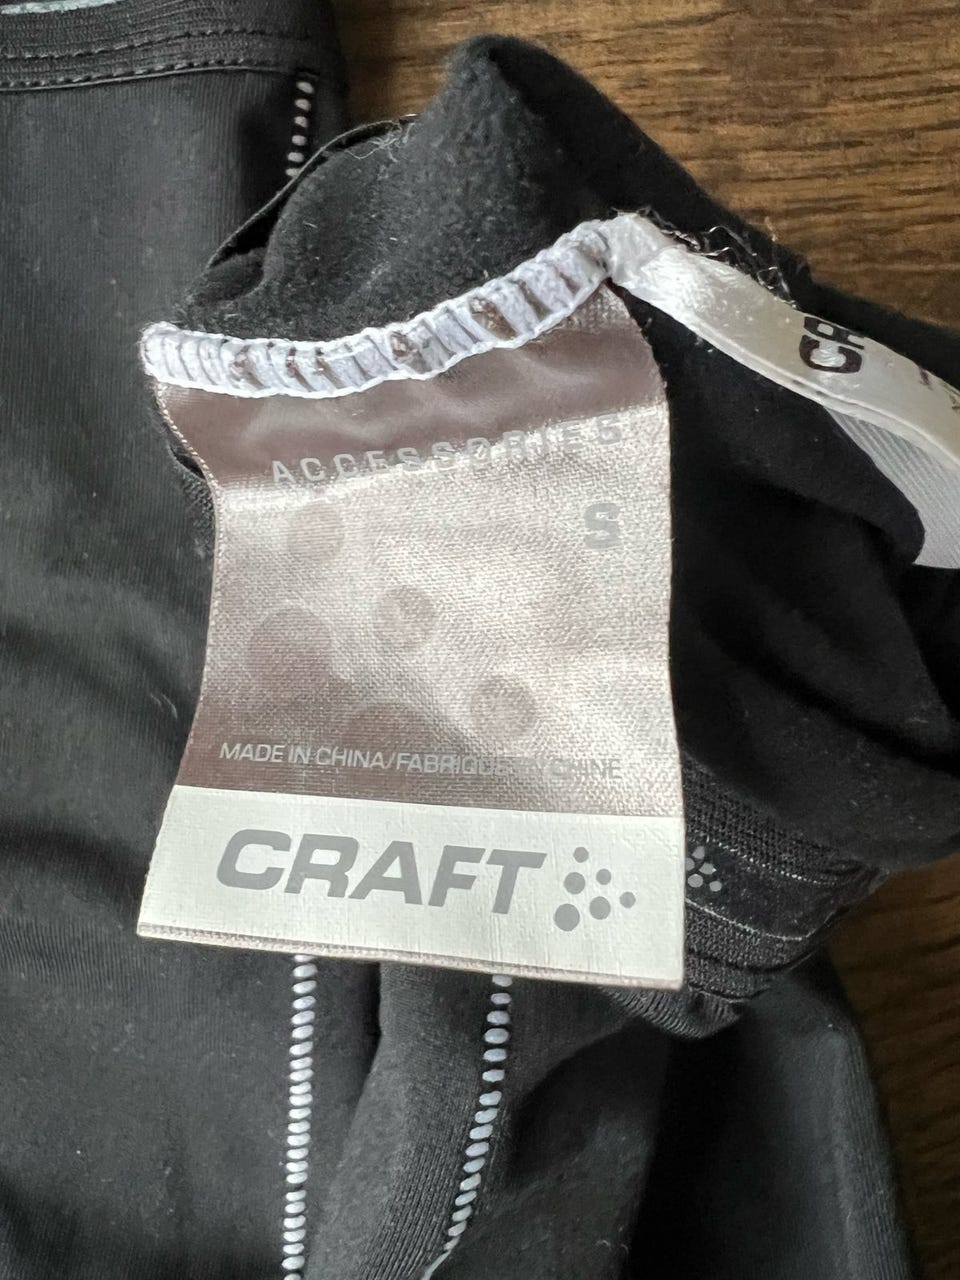 ACCESSORIES
S
MADE IN CHINA/FABRIQUÉ EN CHINE
CRAFT